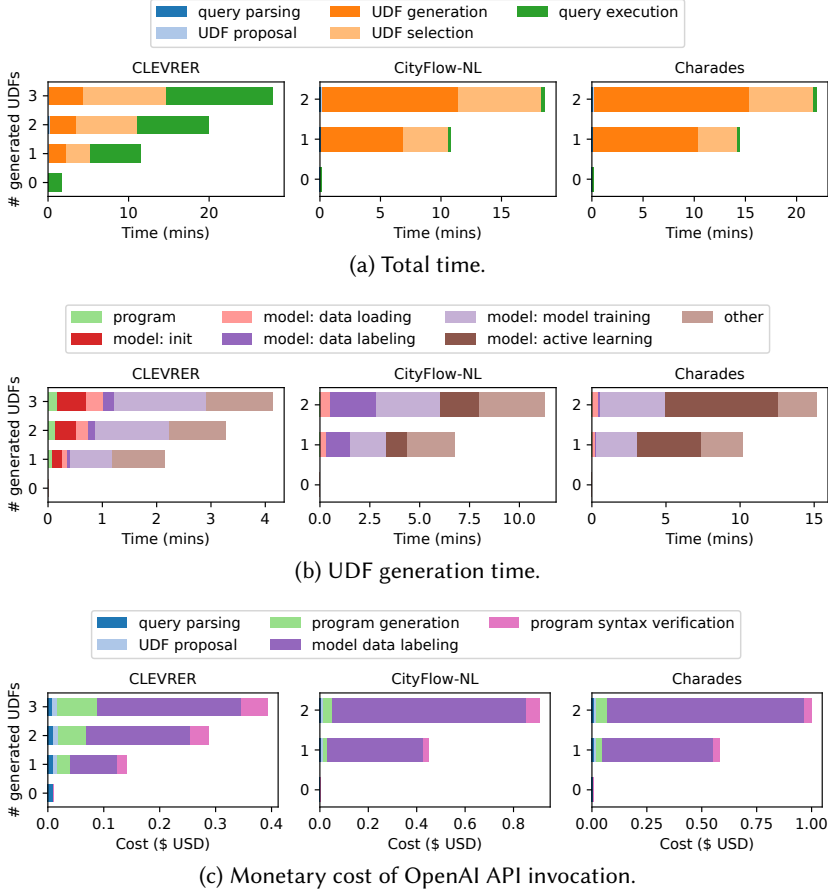 query parsing UDF generation query execution
UDF proposal UDF selection
CLEVRER CityFlow-NL Charades
# generated UDFs
3
2
1
0
0 10 20
Time (mins)
2
1
0
0 5 10 15
Time (mins)
2
1
0
0 5 10 15 20
Time (mins)
(a) Total time.
program model: data loading model: model training other
model: init model: data labeling model: active learning
CLEVRER CityFlow-NL Charades
# generated UDFs
3
2
1
0
0 1 2 3 4
Time (mins)
2
1
0
0.0 2.5 5.0 7.5 10.0
Time (mins)
2
1
0
0 5 10 15
Time (mins)
(b) UDF generation time.
query parsing program generation program syntax verification
UDF proposal model data labeling
CLEVRER CityFlow-NL Charades
# generated UDFs
3
2
1
0
0.0 0.1 0.2 0.3 0.4
Cost ($ USD)
2
1
0
0.0 0.2 0.4 0.6 0.8
Cost ($ USD)
2
1
0
0.00 0.25 0.50 0.75 1.00
Cost ($ USD)
(c) Monetary cost of OpenAI API invocation.